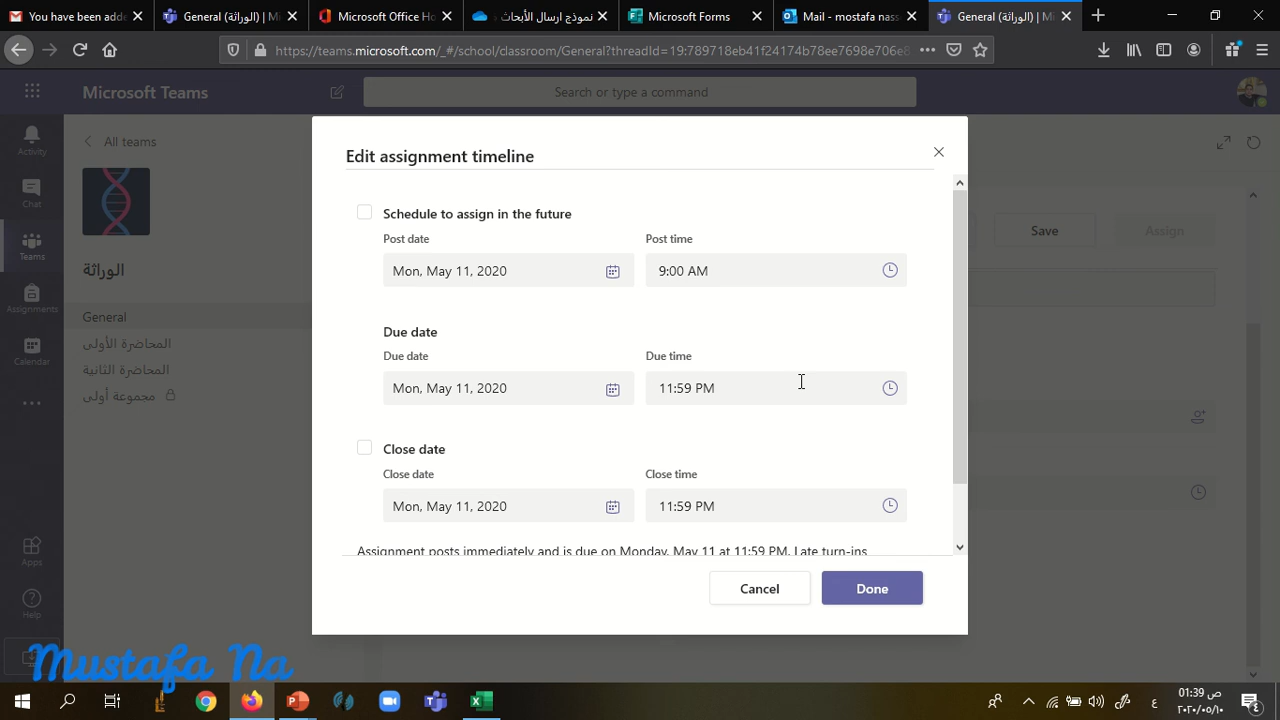 You have been added
General (الوراثة) | Mi
Microsoft Office Ho
نموذج ارسال الأبحاث
Microsoft Forms
Mail - mostafa nass
General (الوراثة) | Mi
https://teams.microsoft.com/_#/school/classroom/General?threadId=19:789718eb41f24174b78ee7698e706e8
Microsoft Teams
Search or type a command
Activity
Chat
Teams
Assignments
Calendar
Apps
Help
All teams
الوراثة
General
المحاضرة الأولى
المحاضرة الثانية
مجموعة أولى
Save
Assign
Edit assignment timeline
Schedule to assign in the future
Post date
Post time
Mon, May 11, 2020
9:00 AM
Due date
Due date
Due time
Mon, May 11, 2020
11:59 PM
Close date
Close date
Close time
Mon, May 11, 2020
11:59 PM
Assignment posts immediately and is due on Monday, May 11 at 11:59 PM. Late turn-ins
Cancel
Done
Mustafa Na
ع
01:39 ص
٢٠٢٠/٠٥/١٠